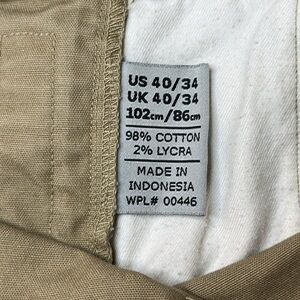 US 40/34
UK 40/34
102cm/86cm
98% COTTON
2% LYCRA
MADE IN
INDONESIA
WPL# 00446